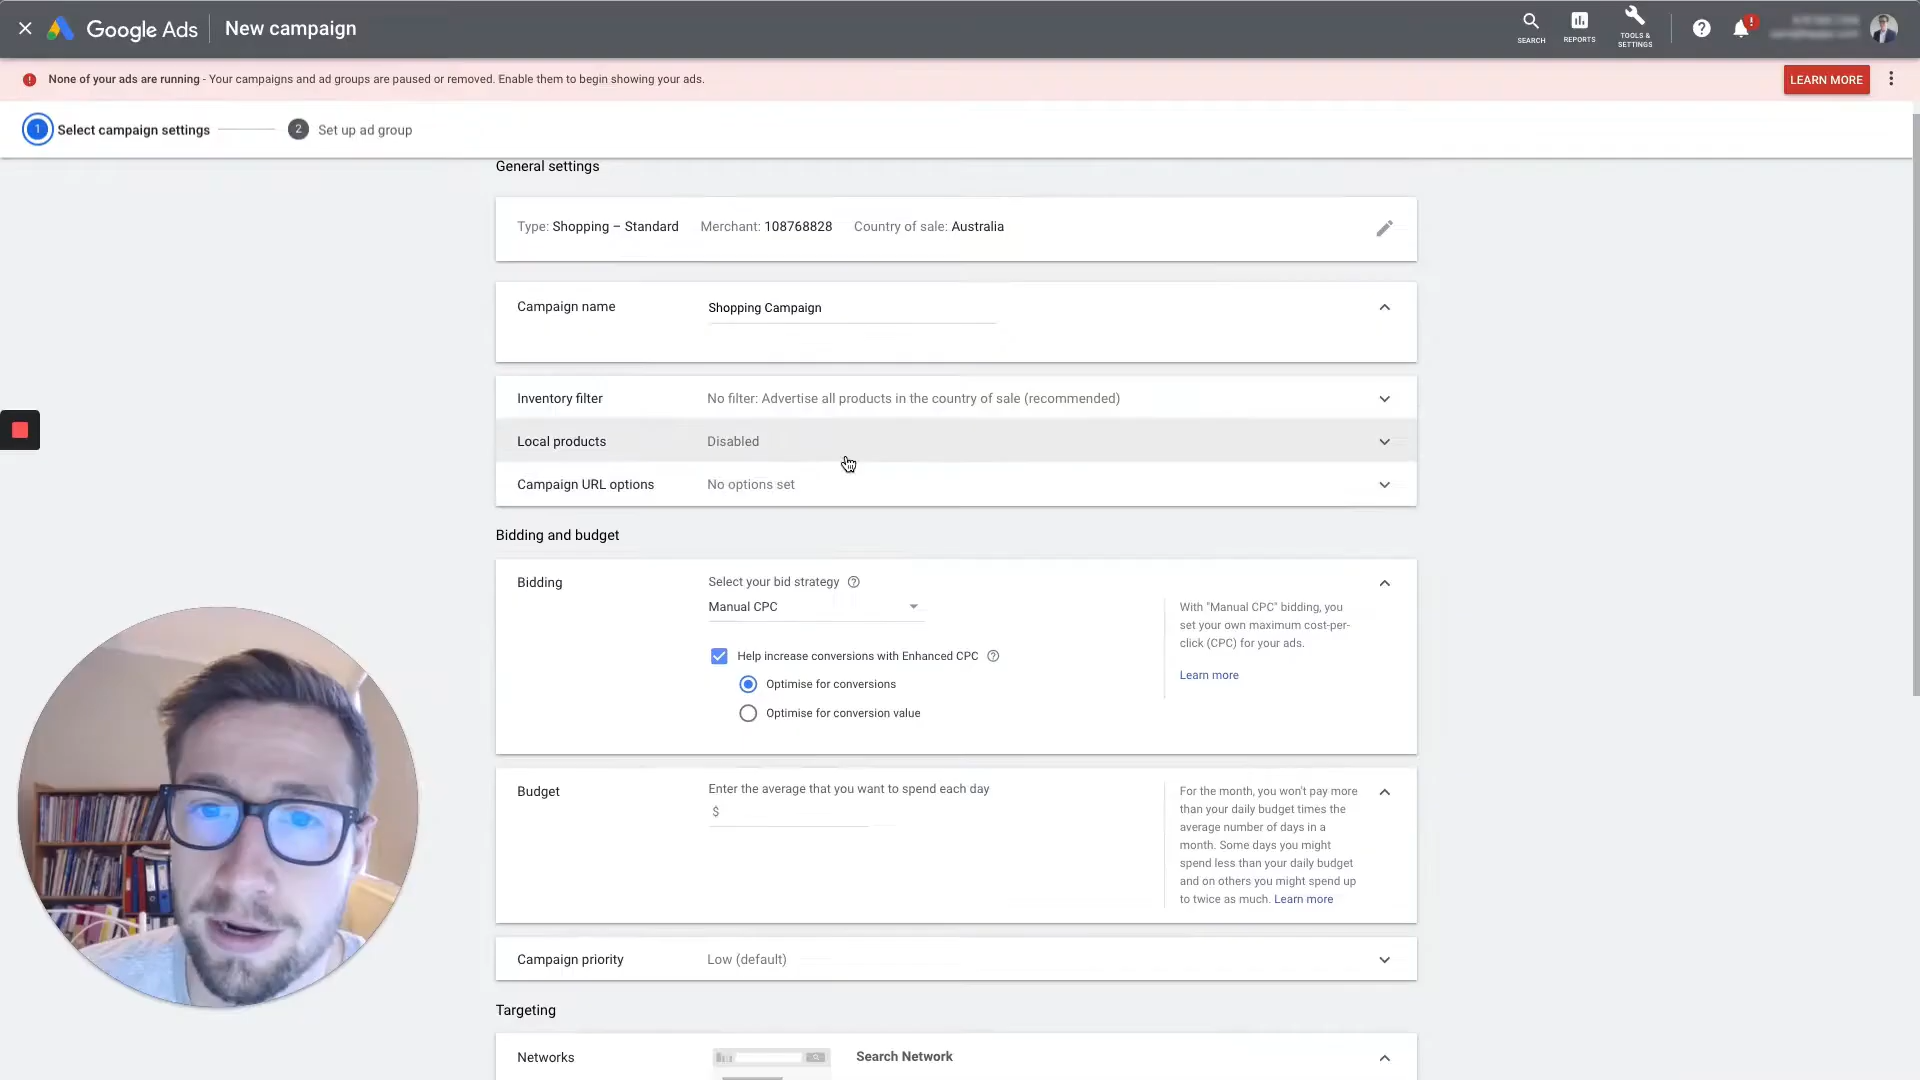 Google Ads
New campaign
SEARCH
REPORTS
TOOLS &
SETTINGS
!
None of your ads are running - Your campaigns and ad groups are paused or removed. Enable them to begin showing your ads.
LEARN MORE
1 Select campaign settings
2 Set up ad group
General settings
Type: Shopping – Standard Merchant: 108768828 Country of sale: Australia
Campaign name Shopping Campaign
Inventory filter No filter: Advertise all products in the country of sale (recommended)
Local products Disabled
Campaign URL options No options set
Bidding and budget
Bidding
Select your bid strategy
Manual CPC
Help increase conversions with Enhanced CPC
Optimise for conversions
Optimise for conversion value
With "Manual CPC" bidding, you
set your own maximum cost-per-
click (CPC) for your ads.
Learn more
Budget
Enter the average that you want to spend each day
$
For the month, you won't pay more
than your daily budget times the
average number of days in a
month. Some days you might
spend less than your daily budget
and on others you might spend up
to twice as much. Learn more
Campaign priority Low (default)
Targeting
Networks
Search Network